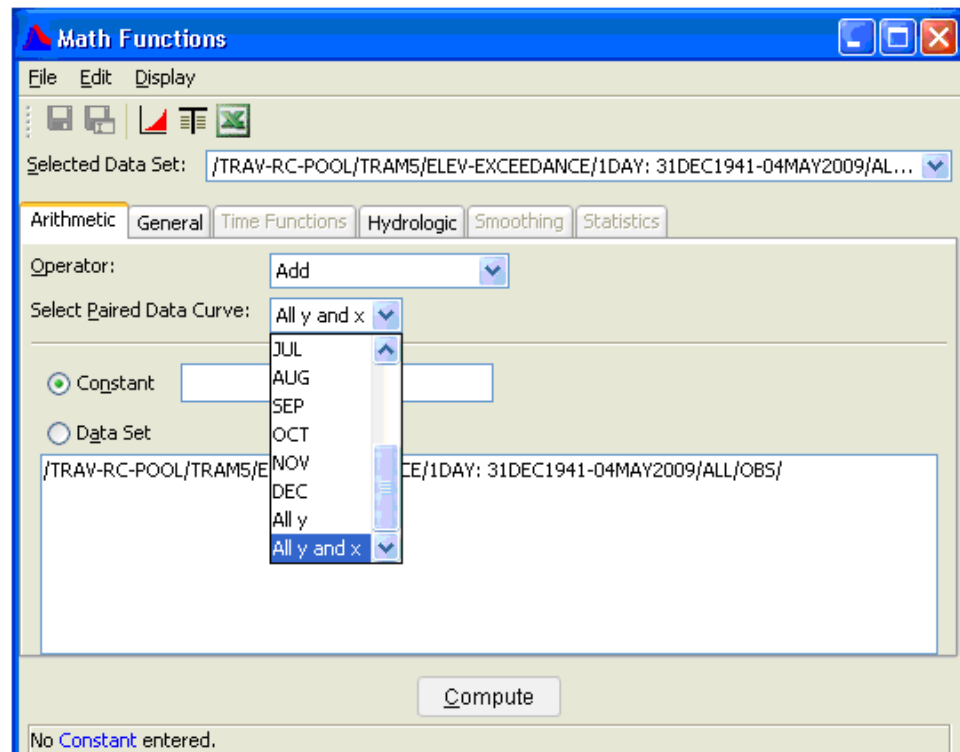 Math Functions
File Edit Display
Selected Data Set: /TRAV-RC-POOL/TRAM5/ELEV-EXCEEDANCE/1DAY: 31DEC1941-04MAY2009/AL...
Arithmetic General Time Functions Hydrologic Smoothing Statistics
Operator: Add
Select Paired Data Curve: All y and x
JUL
Constant
AUG
SEP
Data Set
OCT
/TRAV-RC-POOL/TRAM5/E NOV CE/1DAY: 31DEC1941-04MAY2009/ALL/OBS/
DEC
All y
All y and x
Compute
No Constant entered.